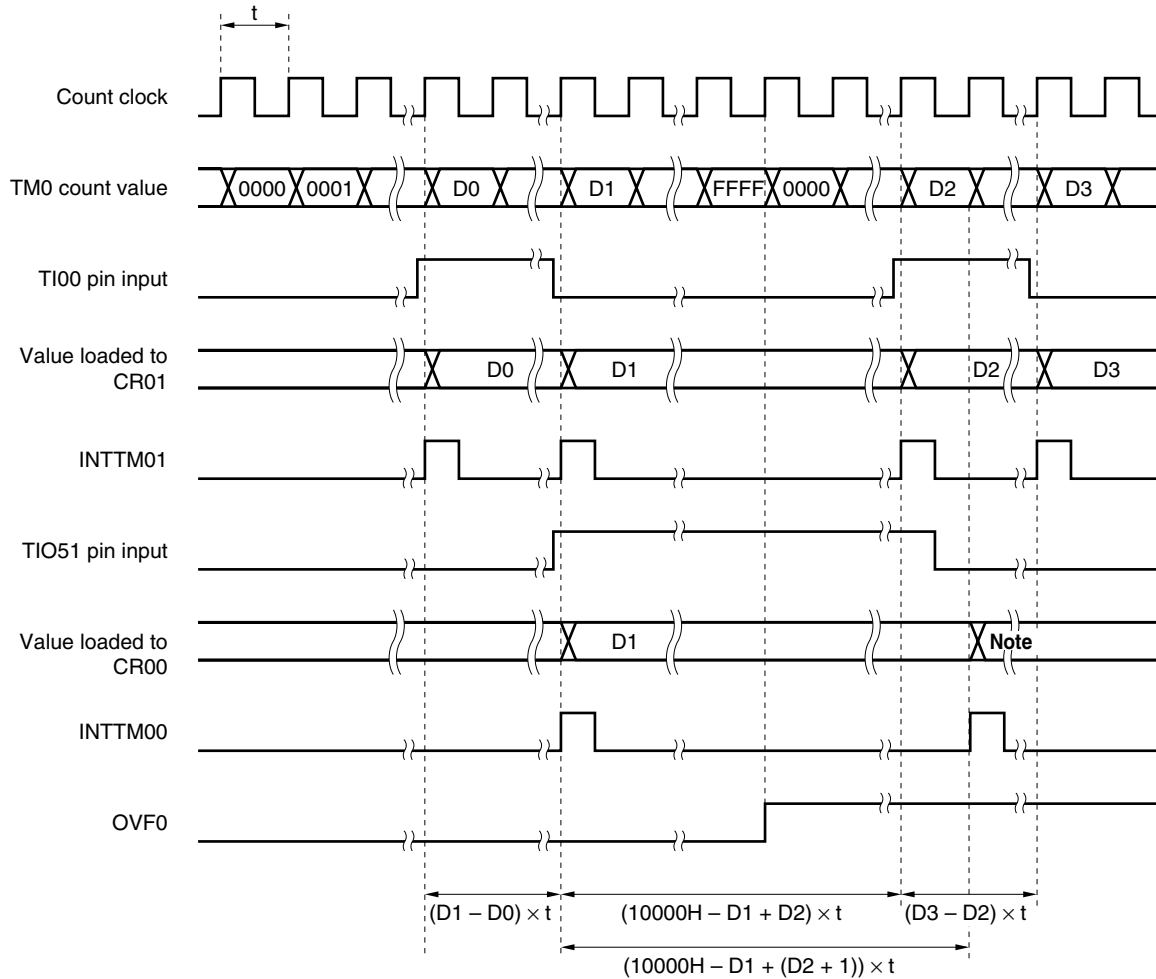 t
Count clock
TM0 count value
0000 0001 D0 D1 FFFF 0000 D2 D3
TI00 pin input
Value loaded to
CR01
D0 D1 D2 D3
INTTM01
TIO51 pin input
Value loaded to
CR00
D1 Note
INTTM00
OVF0
(D1 – D0) × t (10000H – D1 + D2) × t (D3 – D2) × t
(10000H – D1 + (D2 + 1)) × t